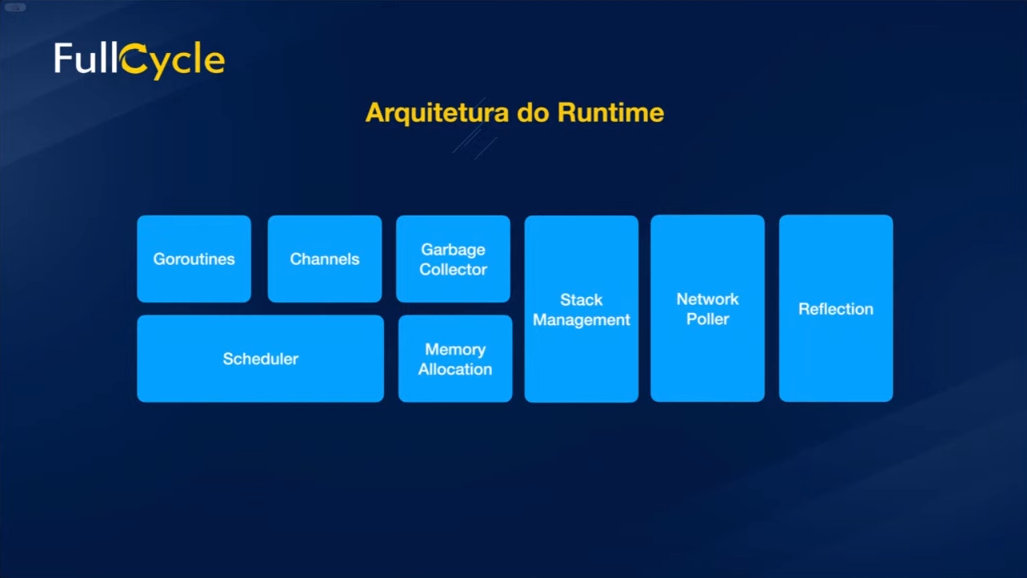 FullCycle
Arquitetura do Runtime
Goroutines
Channels
Garbage
Collector
Stack
Management
Network
Poller
Reflection
Scheduler
Memory
Allocation